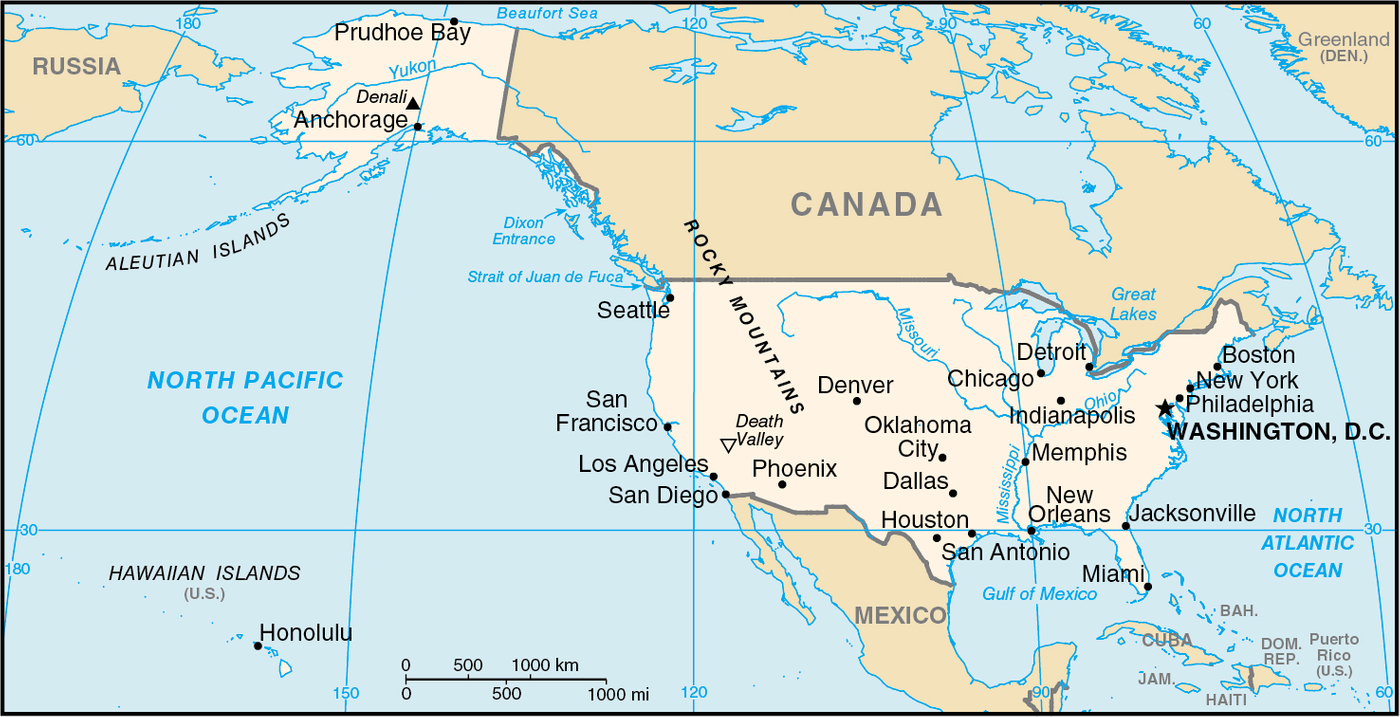 180
Beaufort Sea
120
90
60
Prudhoe Bay
Greenland
(DEN.)
RUSSIA
Yukon
Denali
Anchorage
60
60
CANADA
ROCKY MOUNTAINS
Dixon
Entrance
ALEUTIAN ISLANDS
Strait of Juan de Fuca
Great
Lakes
Seattle
Missouri
Detroit
Boston
Chicago
New York
NORTH PACIFIC
OCEAN
Denver
Ohio
Philadelphia
San
Francisco
Indianapolis
Death
Valley
Oklahoma
City
WASHINGTON, D.C.
Memphis
Los Angeles
Phoenix
Dallas
Mississippi
San Diego
New
Orleans
Houston
Jacksonville
NORTH
ATLANTIC
OCEAN
30
30
San Antonio
180
HAWAIIAN ISLANDS
(U.S.)
Miami
Gulf of Mexico
MEXICO
BAH.
Honolulu
CUBA
DOM.
REP.
Puerto
Rico
(U.S.)
0 500 1000 km
JAM.
0 500 1000 mi
HAITI
150
120
90
60